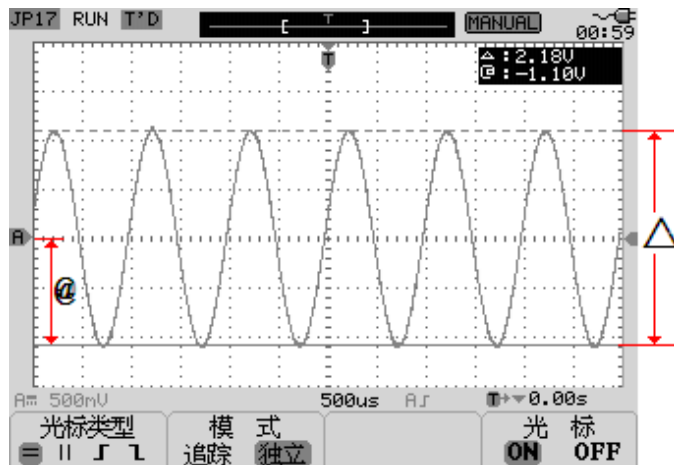 JP17 RUN T'D T MANUAL 00:59
T
△:2.18V
@:-1.10V
A
△
@
A 500mV 500us A T 0.00s
光标类型 模 式 光 标
追踪 独立 ON OFF